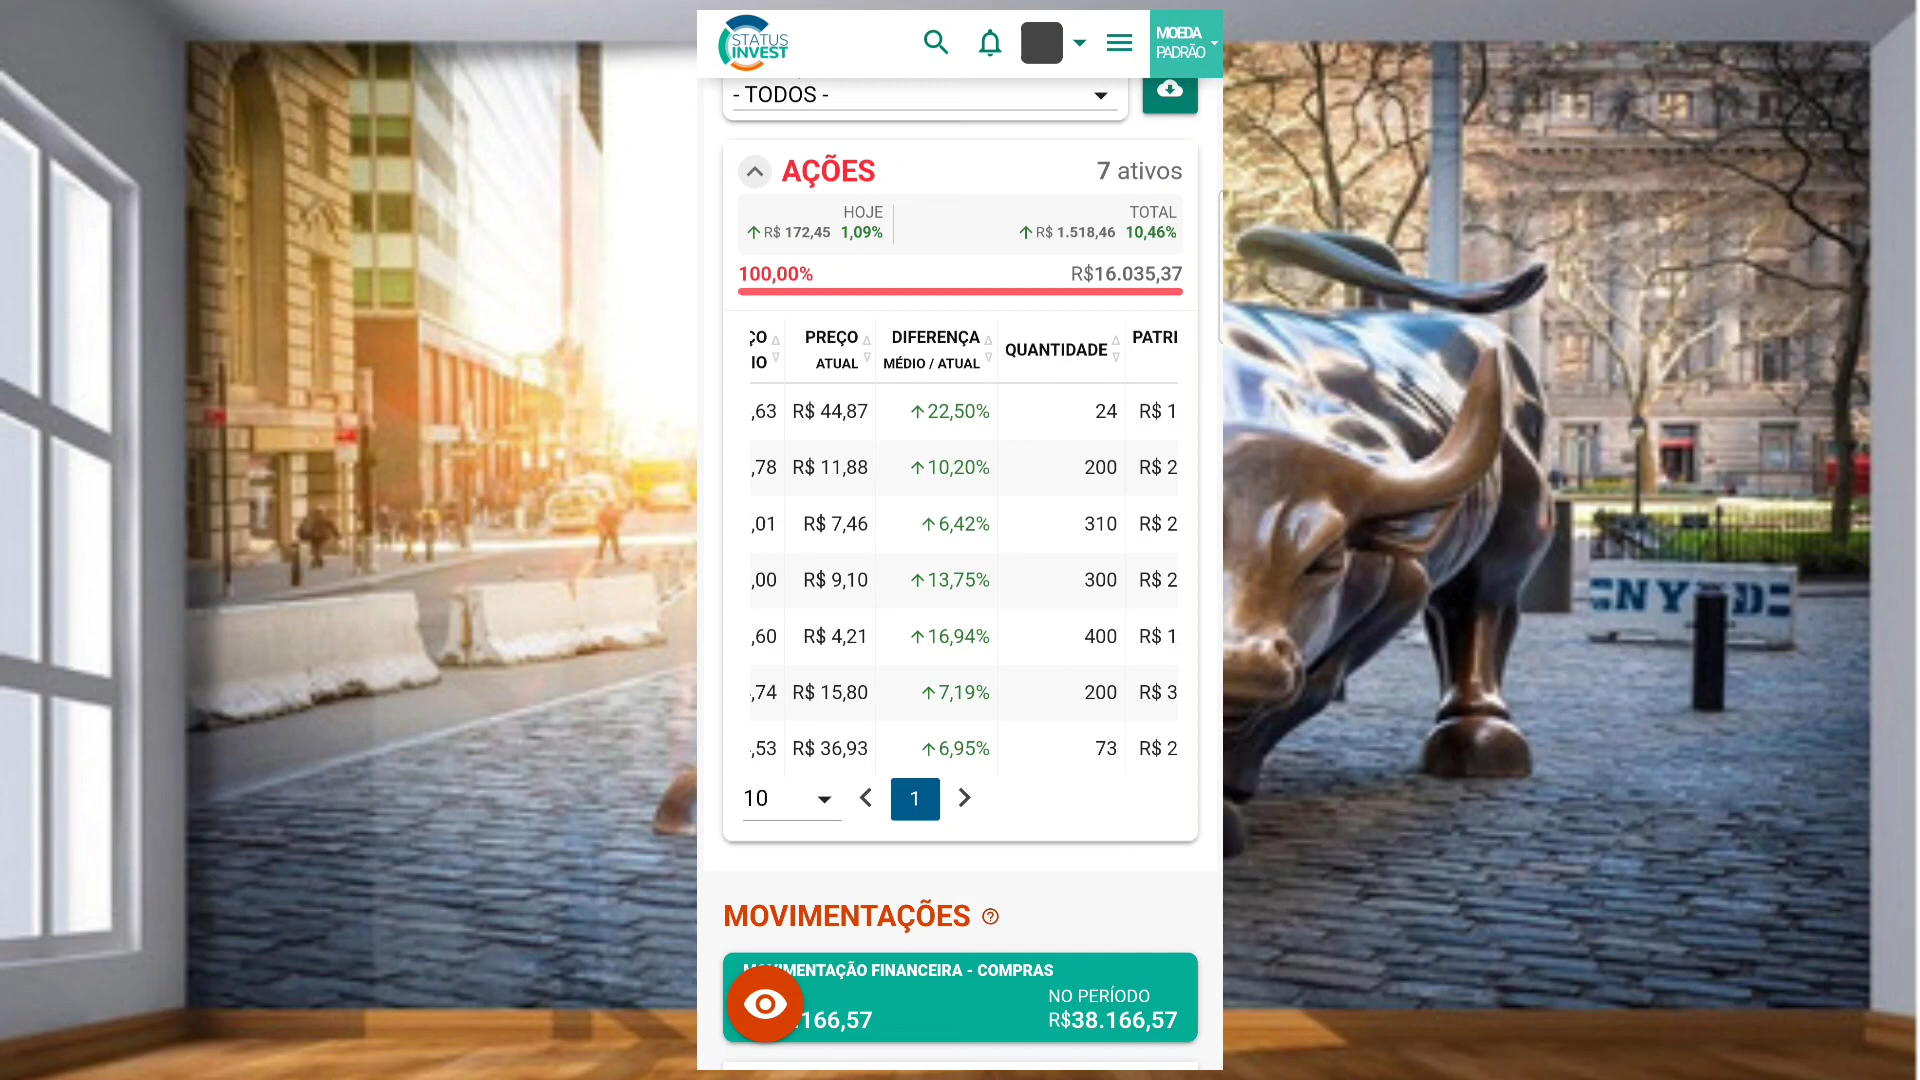 STATUS
INVEST
MOEDA
PADRÃO
- TODOS -
AÇÕES
7 ativos
HOJE
R$ 172,45 1,09%
TOTAL
R$ 1.518,46 10,46%
100,00%
R$16.035,37
ÇO
IO
PREÇO
ATUAL
DIFERENÇA
MÉDIO / ATUAL
QUANTIDADE
PATRI
,63 R$ 44,87 22,50% 24 R$ 1
,78 R$ 11,88 10,20% 200 R$ 2
,01 R$ 7,46 6,42% 310 R$ 2
,00 R$ 9,10 13,75% 300 R$ 2
,60 R$ 4,21 16,94% 400 R$ 1
,74 R$ 15,80 7,19% 200 R$ 3
,53 R$ 36,93 6,95% 73 R$ 2
10
1
MOVIMENTAÇÕES
MOVIMENTAÇÃO FINANCEIRA - COMPRAS
NO PERÍODO
.166,57
R$38.166,57